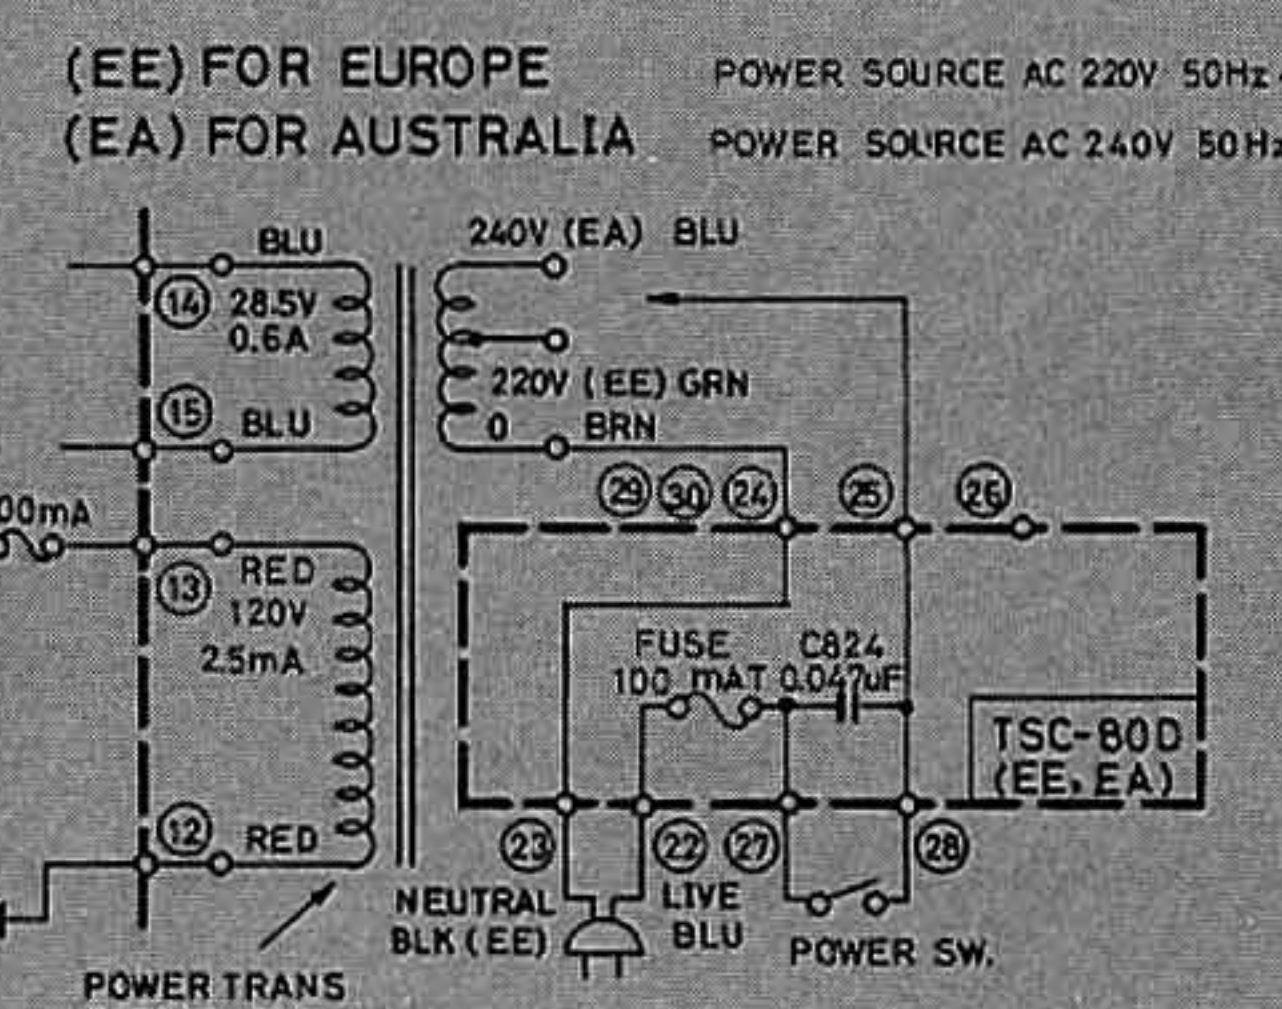 (EE) FOR EUROPE POWER SOURCE AC 220V 50Hz
(EA) FOR AUSTRALIA POWER SOURCE AC 240V 50Hz
BLU
240V (EA) BLU
14
28.5V
0.6A
220V (EE) GRN
15
BLU
0
BRN
29
30
24
25
26
00mA
13
RED
120V
2.5mA
FUSE
100 mAT
C824
0.047uF
TSC-80D
(EE, EA)
12
RED
23
22
27
28
NEUTRAL
BLK (EE)
LIVE
BLU
POWER SW.
POWER TRANS